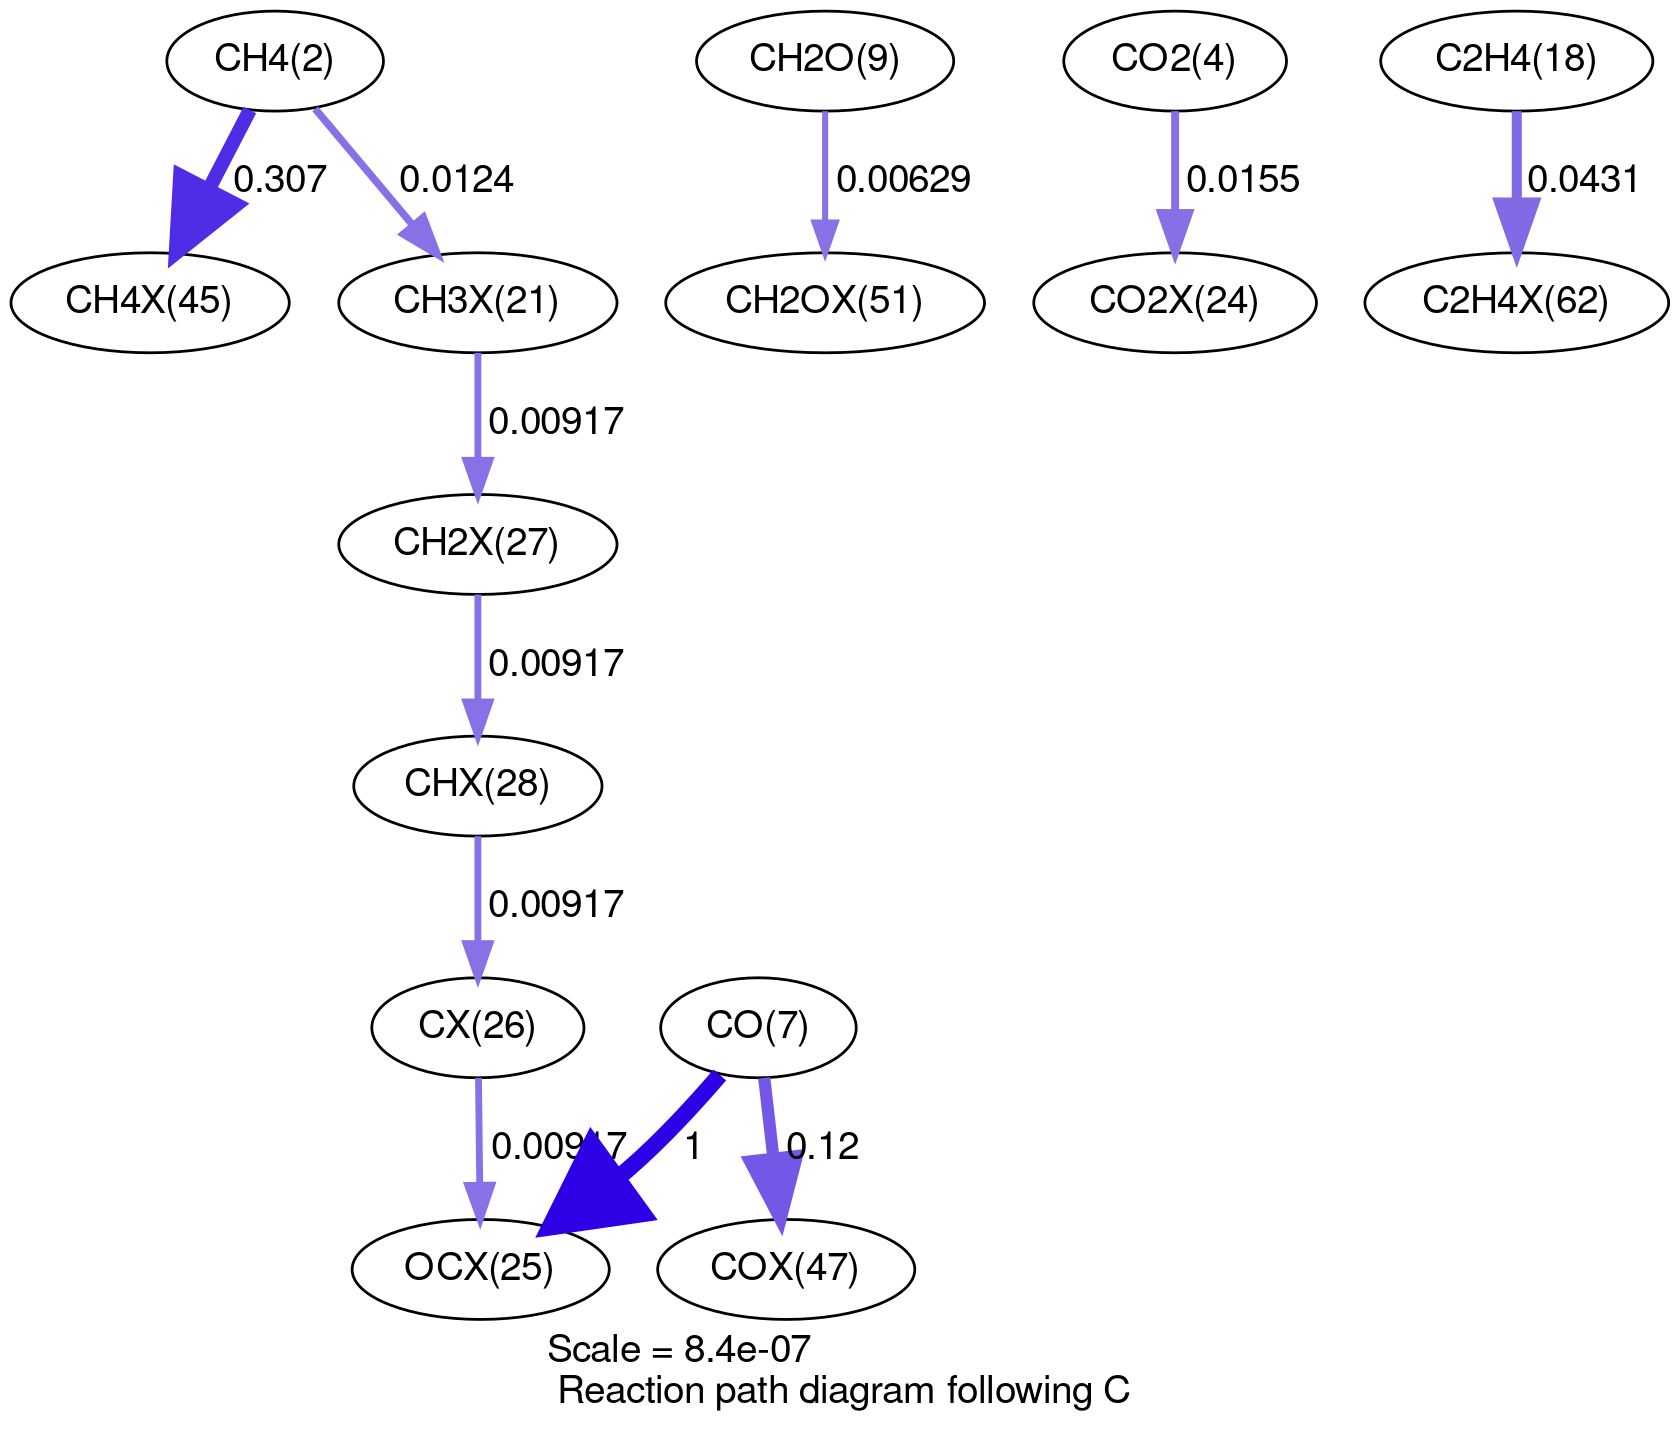 CH4(2)
CH2O(9)
CO2(4)
C2H4(18)
0.307
0.0124
0.00629
0.0155
0.0431
CH4X(45)
CH3X(21)
CH2OX(51)
CO2X(24)
C2H4X(62)
0.00917
CH2X(27)
0.00917
CHX(28)
0.00917
CX(26)
CO(7)
0.00917
1
0.12
OCX(25)
COX(47)
Scale = 8.4e-07
Reaction path diagram following C